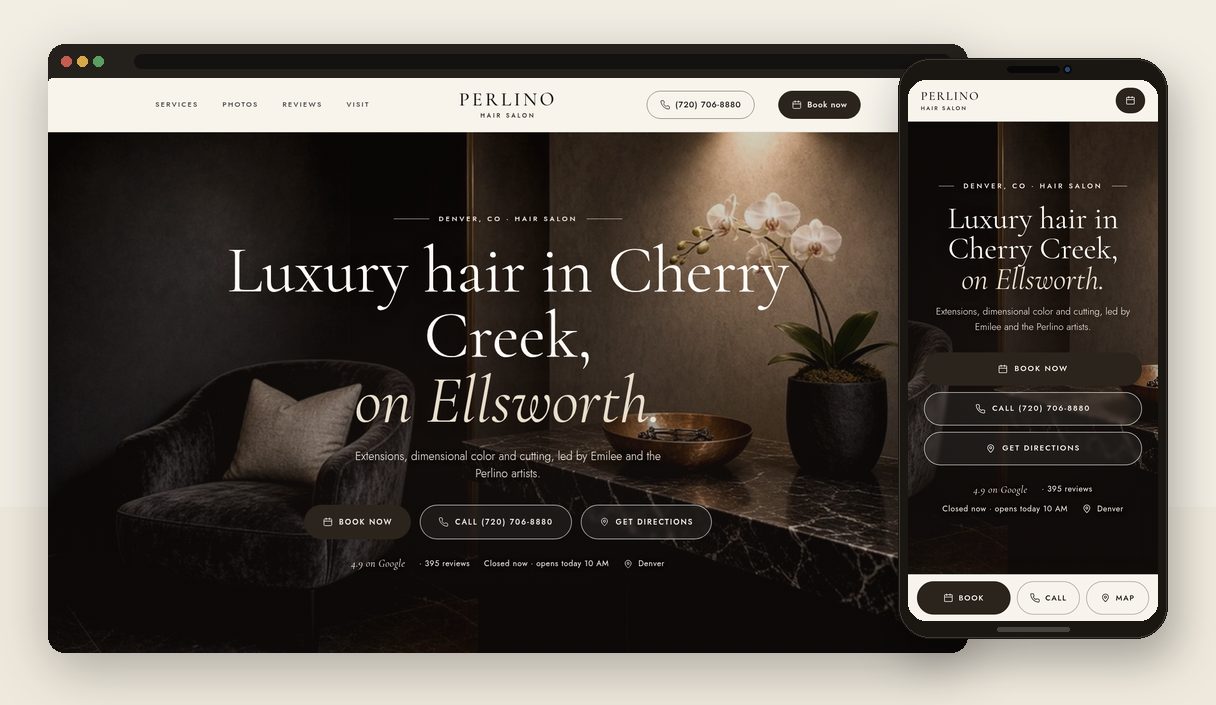 SERVICES PHOTOS REVIEWS VISIT
PERLINO
HAIR SALON
(720) 706-8880
Book now
DENVER, CO · HAIR SALON
Luxury hair in Cherry
Creek,
on Ellsworth.
Extensions, dimensional color and cutting, led by Emilee and the
Perlino artists.
BOOK NOW CALL (720) 706-8880 GET DIRECTIONS
4.9 on Google · 395 reviews Closed now · opens today 10 AM Denver
PERLINO
HAIR SALON
DENVER, CO · HAIR SALON
Luxury hair in
Cherry Creek,
on Ellsworth.
Extensions, dimensional color and cutting, led by
Emilee and the Perlino artists.
BOOK NOW
CALL (720) 706-8880
GET DIRECTIONS
4.9 on Google · 395 reviews
Closed now · opens today 10 AM Denver
BOOK CALL MAP